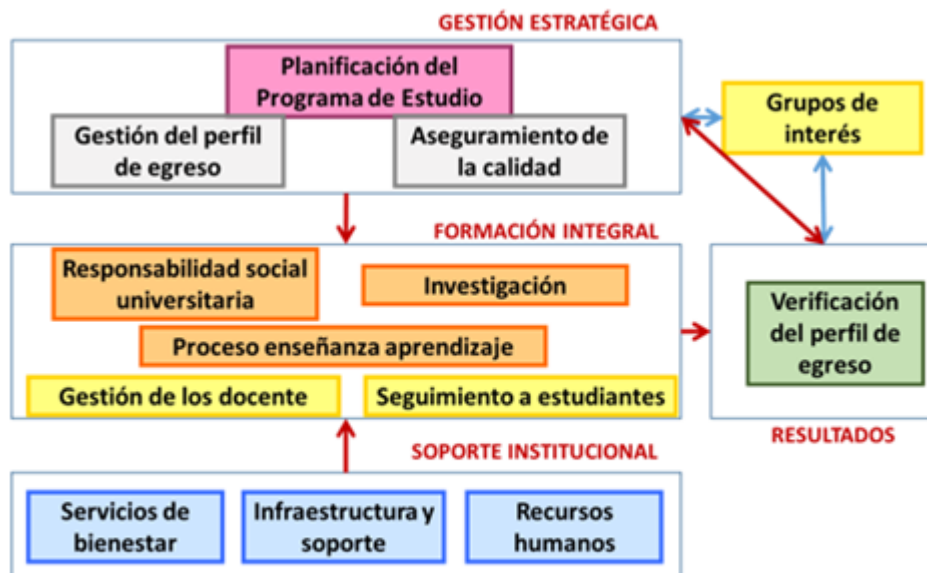 GESTIÓN ESTRATÉGICA
Planificación del
Programa de Estudio
Gestión del perfil
de egreso
Aseguramiento de
la calidad
Grupos de
interés
FORMACIÓN INTEGRAL
Responsabilidad social
universitaria
Investigación
Proceso enseñanza aprendizaje
Gestión de los docente
Seguimiento a estudiantes
Verificación
del perfil de
egreso
RESULTADOS
SOPORTE INSTITUCIONAL
Servicios de
bienestar
Infraestructura y
soporte
Recursos
humanos